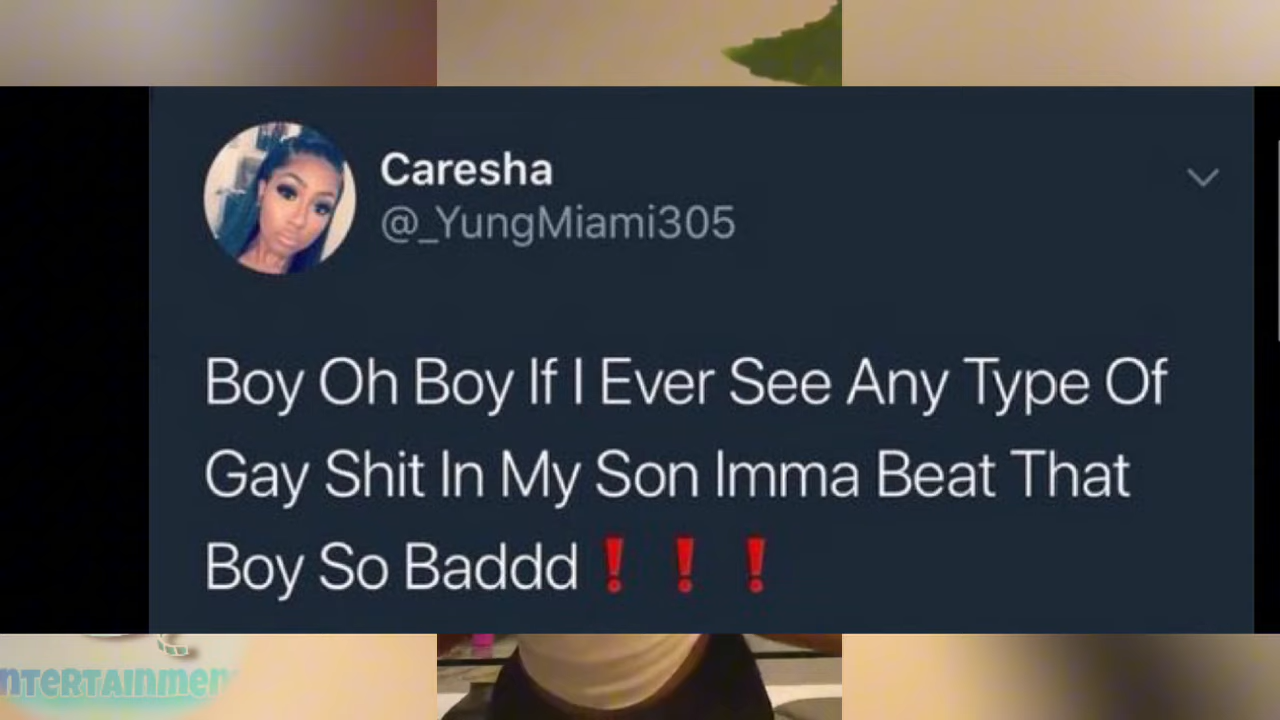 Caresha
@_YungMiami305
Boy Oh Boy If I Ever See Any Type Of
Gay Shit In My Son Imma Beat That
Boy So Baddd❗❗❗
ntertainmen